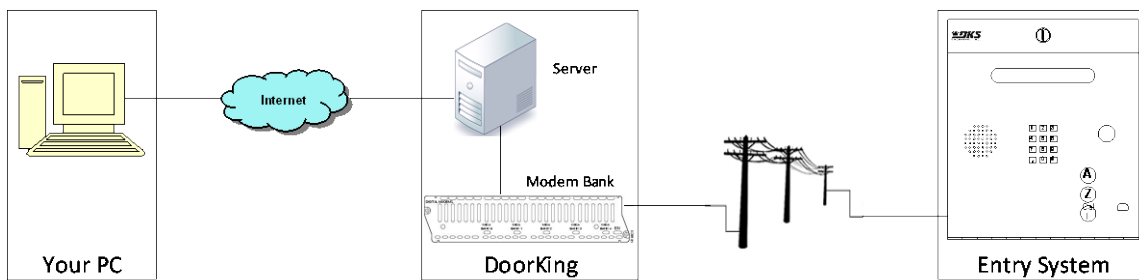 Your PC
Internet
Server
Modem Bank
DoorKing
DKS
A
Z
Entry System